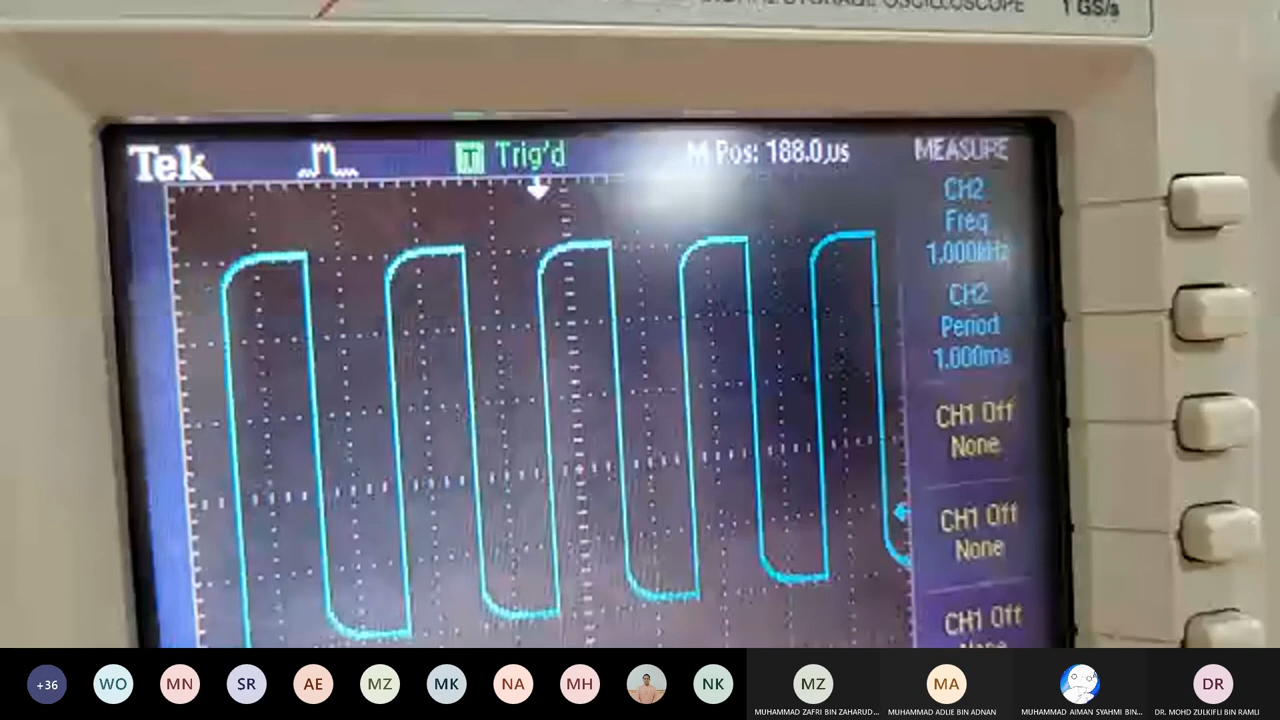 DIGITAL STORAGE OSCILLOSCOPE
1 GS/s
Tek
T Trig'd
M Pos: 188.0µs
MEASURE
CH2
Freq
1.000kHz
CH2
Period
1.000ms
CH1 Off
None
CH1 Off
None
CH1 Off
None
+36
WO
MN
SR
AE
MZ
MK
NA
MH
NK
MZ
MA
DR
MUHAMMAD ZAFRI BIN ZAHARUD...
MUHAMMAD ADLIE BIN ADNAN
MUHAMMAD AIMAN SYAHMI BIN...
DR. MOHD ZULKIFLI BIN RAMLI